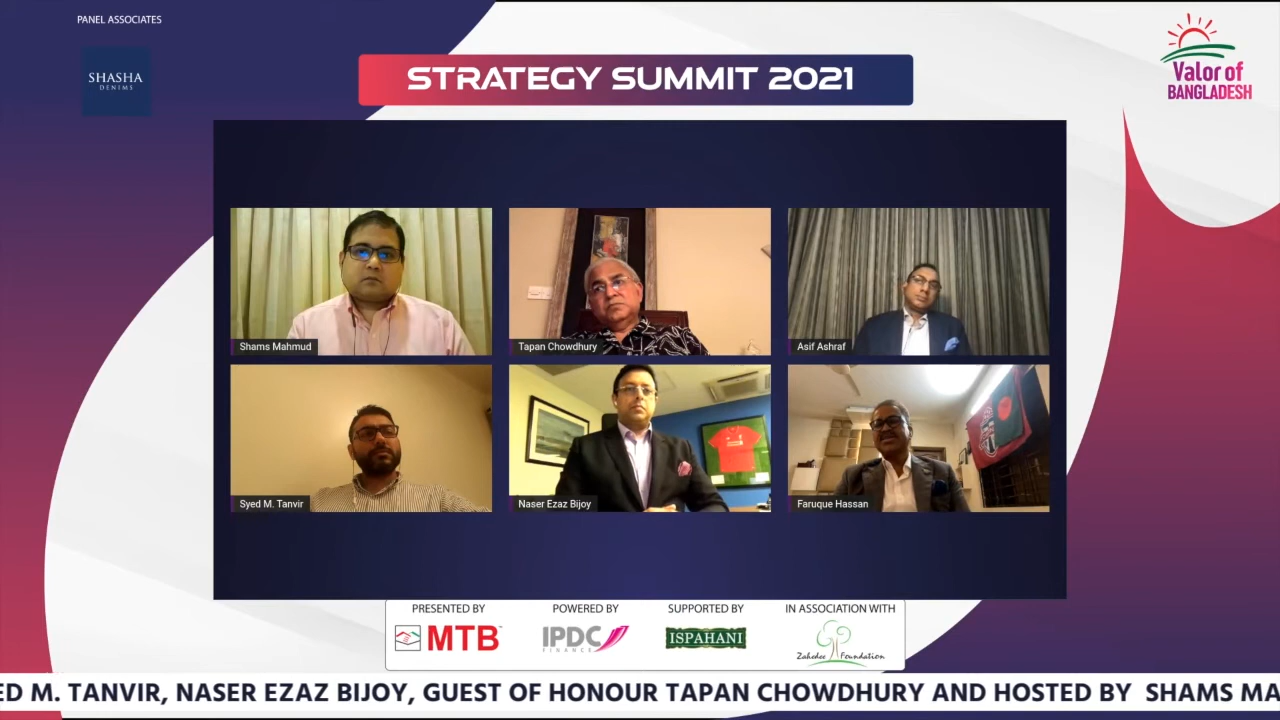 PANEL ASSOCIATES
SHASHA
DENIMS
STRATEGY SUMMIT 2021
Valor of
BANGLADESH
Shams Mahmud
Tapan Chowdhury
Asif Ashraf
Syed M. Tanvir
Naser Ezaz Bijoy
Faruque Hassan
PRESENTED BY
MTB
POWERED BY
IPDC
FINANCE
SUPPORTED BY
ISPAHANI
IN ASSOCIATION WITH
Zahedee Foundation
ED M. TANVIR, NASER EZAZ BIJOY, GUEST OF HONOUR TAPAN CHOWDHURY AND HOSTED BY SHAMS MA